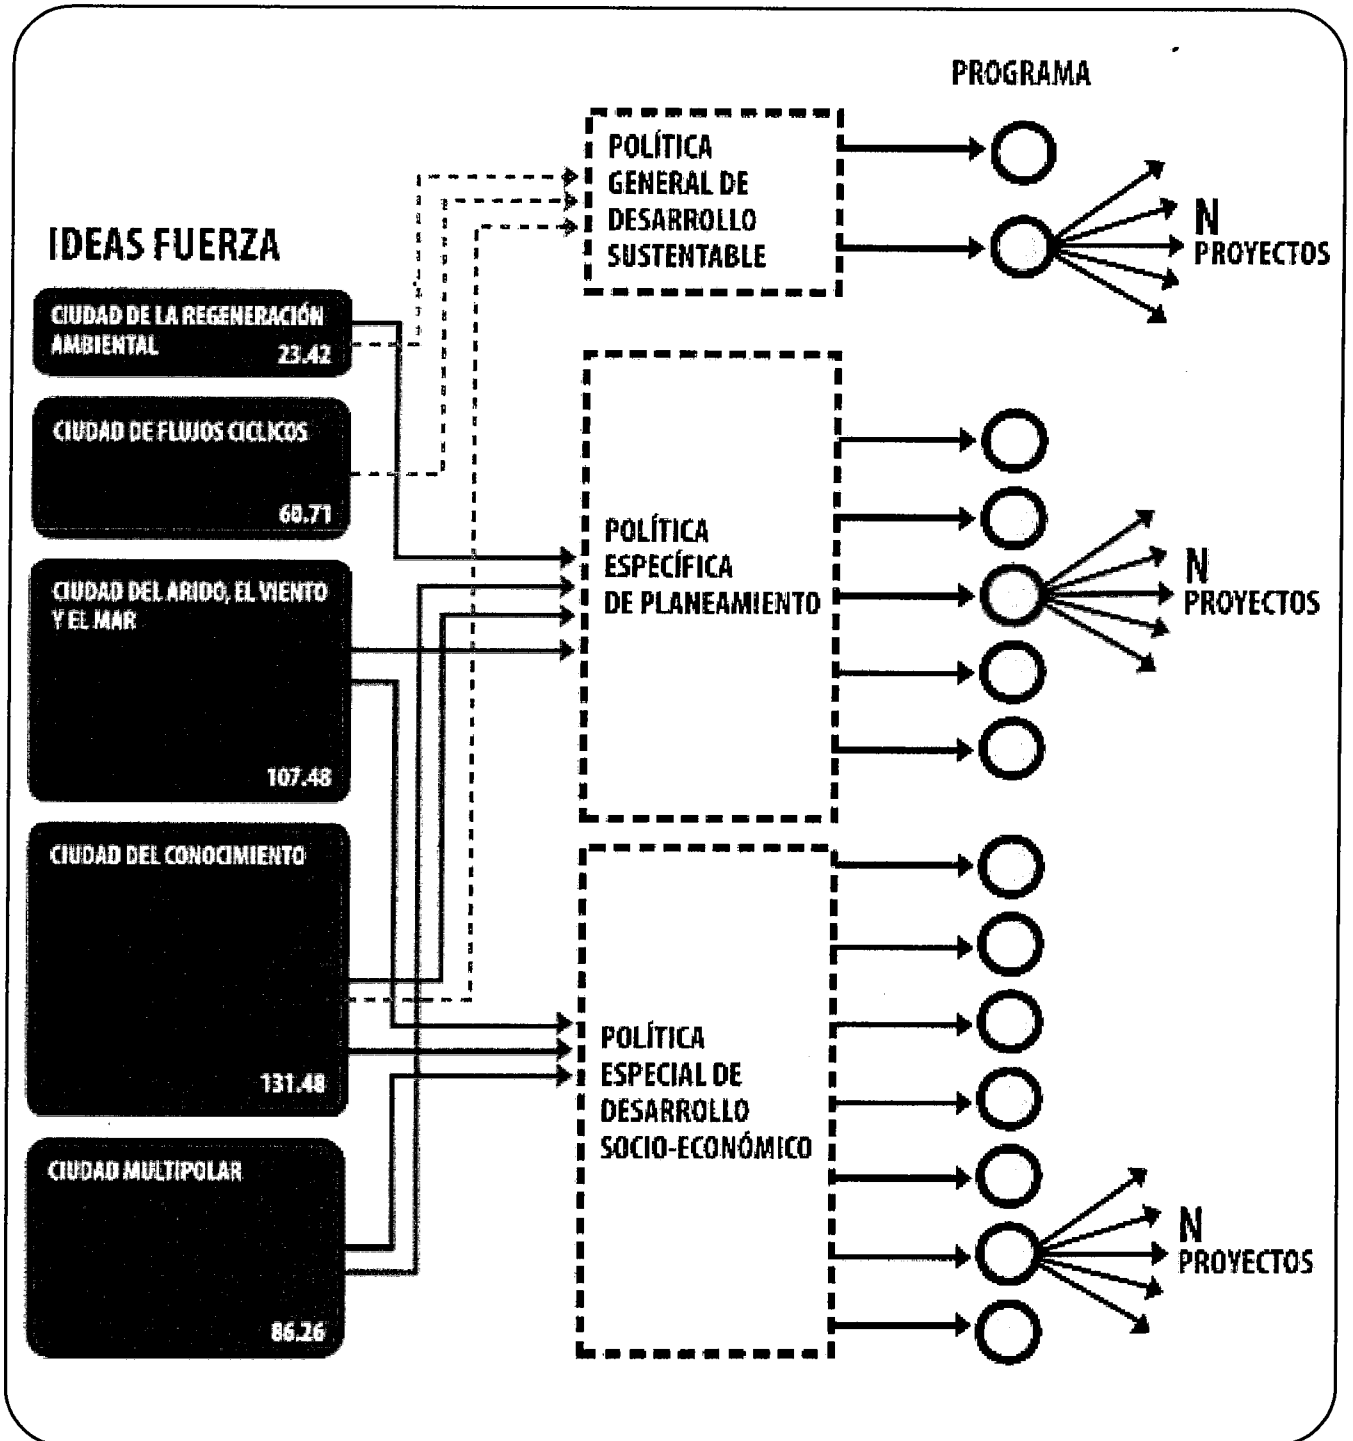 PROGRAMA
POLÍTICA
GENERAL DE
DESARROLLO
SUSTENTABLE
N
PROYECTOS
IDEAS FUERZA
CIUDAD DE LA REGENERACIÓN
AMBIENTAL
23.42
CIUDAD DE FLUJOS CICLICOS
60.71
CIUDAD DEL ARIDO, EL VIENTO
Y EL MAR
107.48
CIUDAD DEL CONOCIMIENTO
131.48
CIUDAD MULTIPOLAR
86.26
POLÍTICA
ESPECÍFICA
DE PLANEAMIENTO
N
PROYECTOS
POLÍTICA
ESPECIAL DE
DESARROLLO
SOCIO-ECONÓMICO
N
PROYECTOS